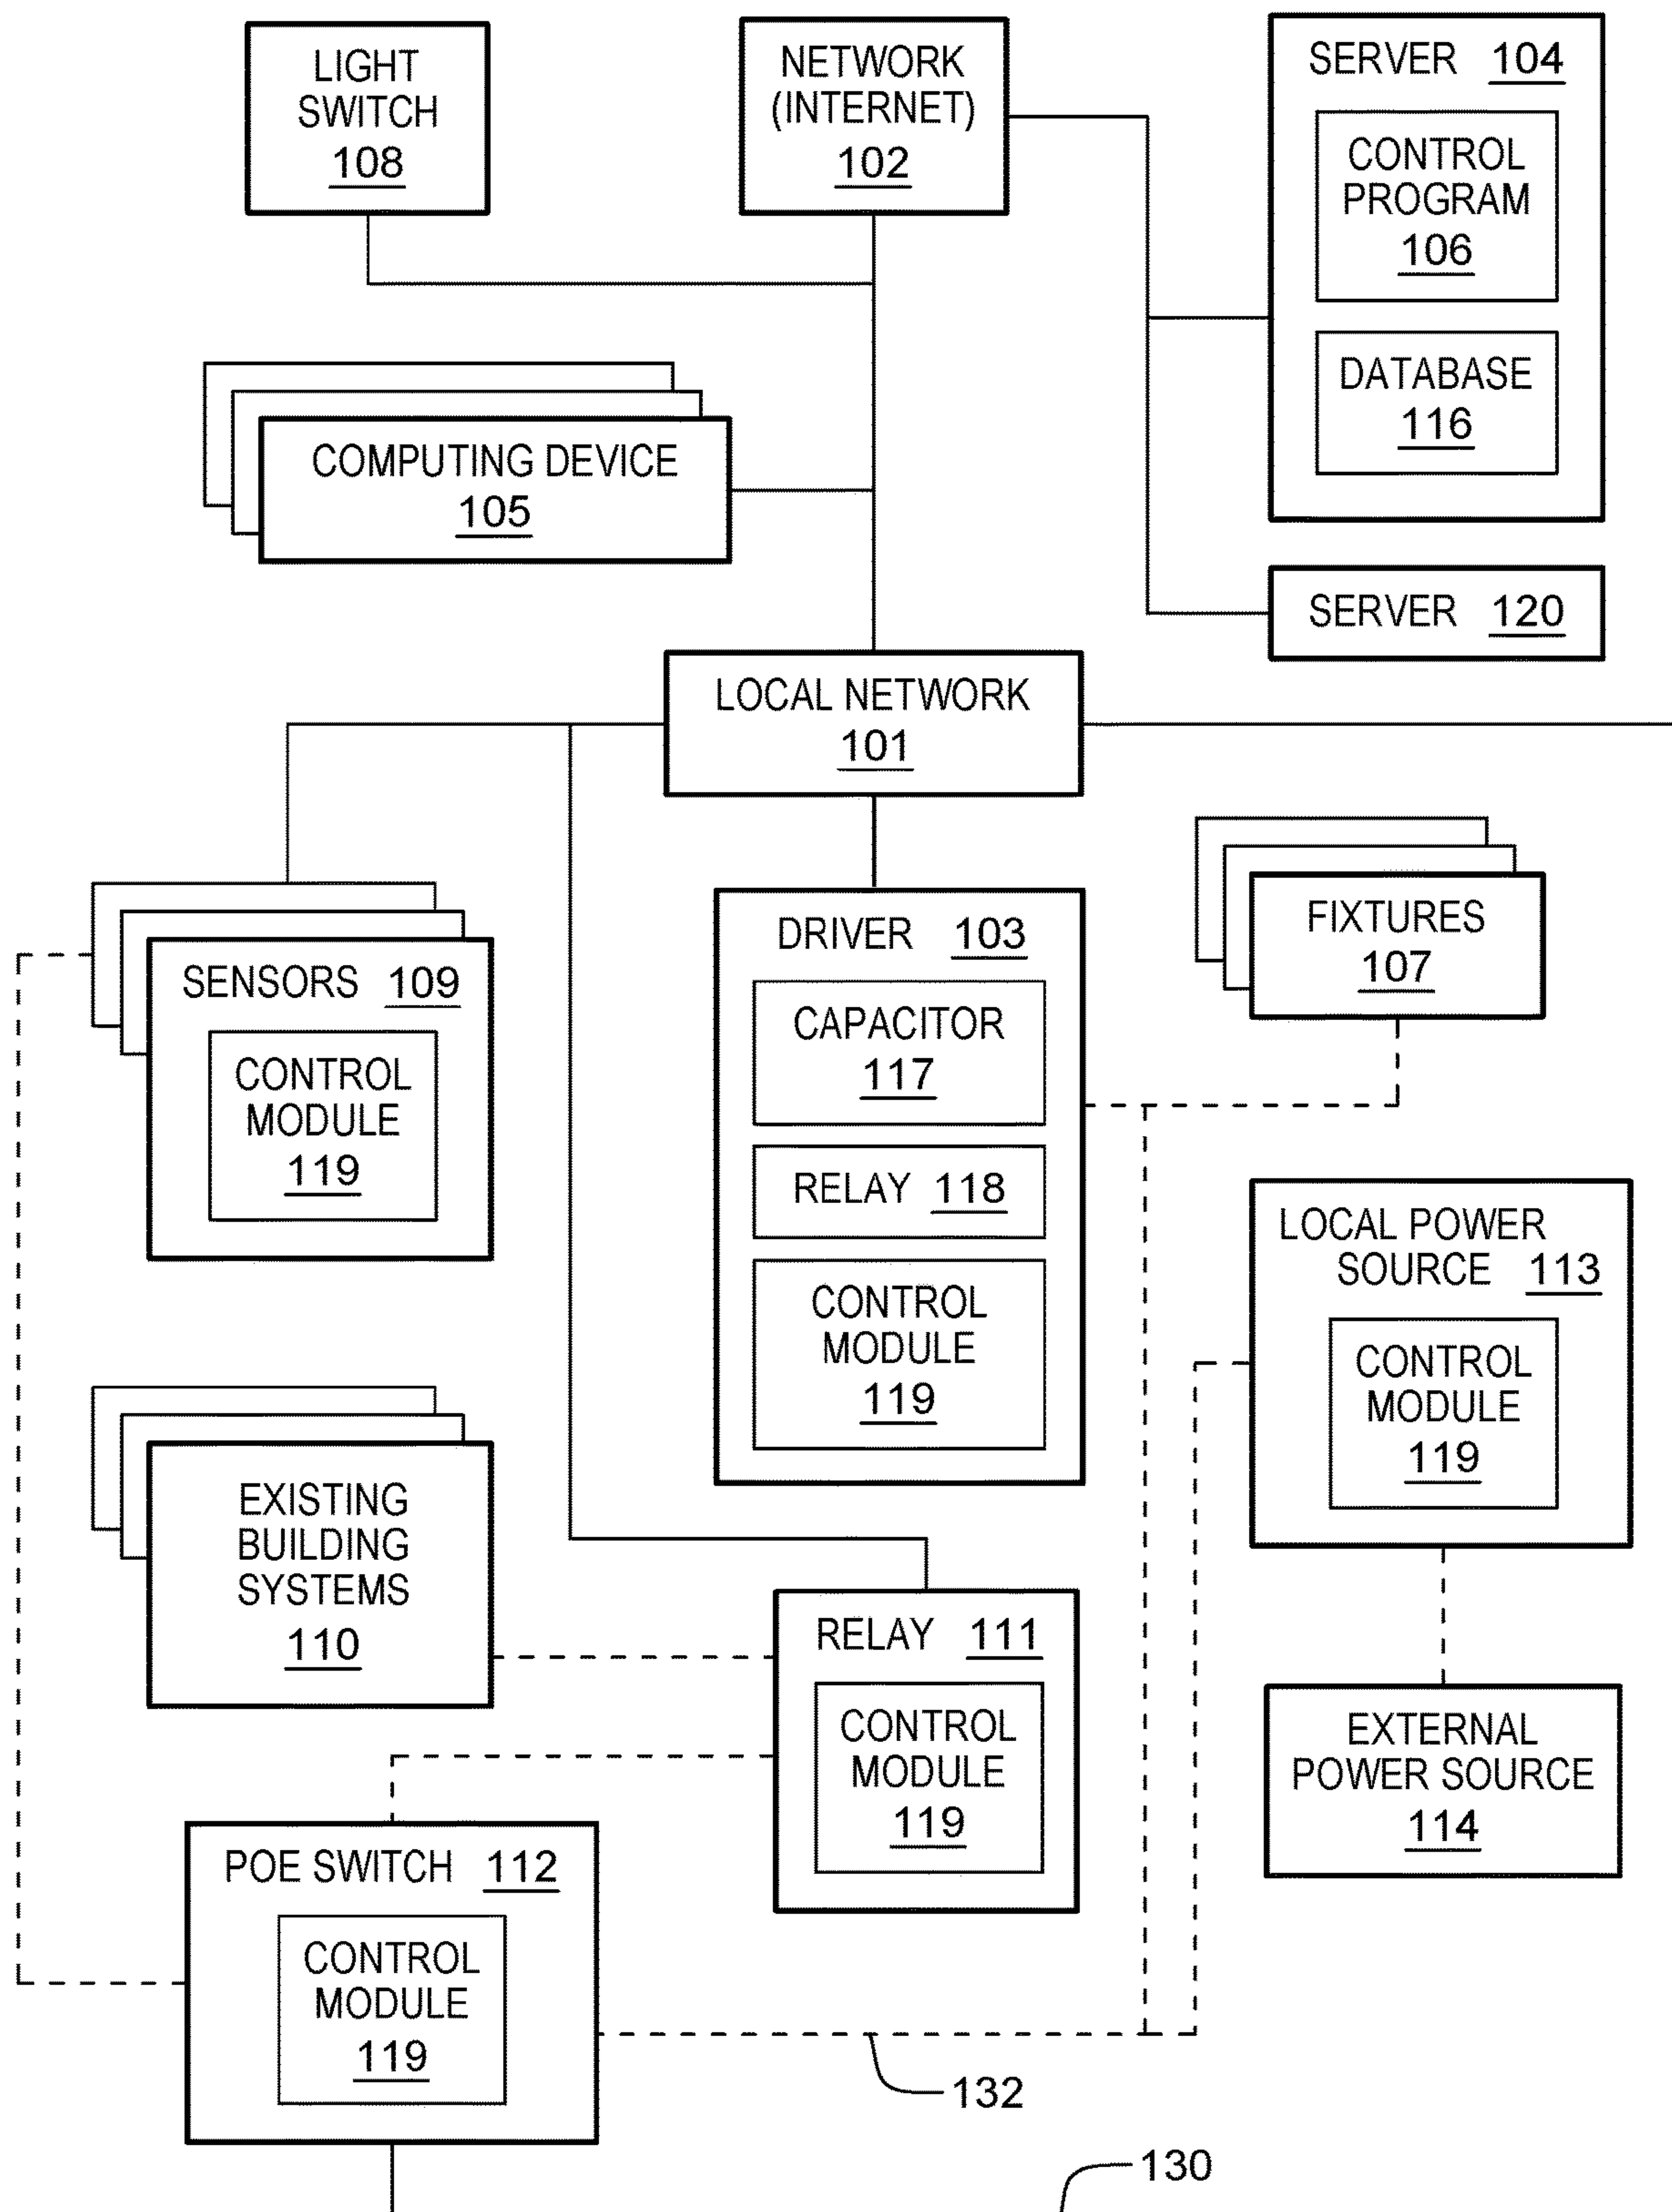 LIGHT
SWITCH
108
NETWORK
(INTERNET)
102
SERVER 104
CONTROL
PROGRAM
106
DATABASE
116
COMPUTING DEVICE
105
SERVER 120
LOCAL NETWORK
101
SENSORS 109
CONTROL
MODULE
119
DRIVER 103
CAPACITOR
117
RELAY 118
CONTROL
MODULE
119
FIXTURES
107
LOCAL POWER
SOURCE 113
CONTROL
MODULE
119
EXISTING
BUILDING
SYSTEMS
110
RELAY 111
CONTROL
MODULE
119
EXTERNAL
POWER SOURCE
114
POE SWITCH 112
CONTROL
MODULE
119
132
130